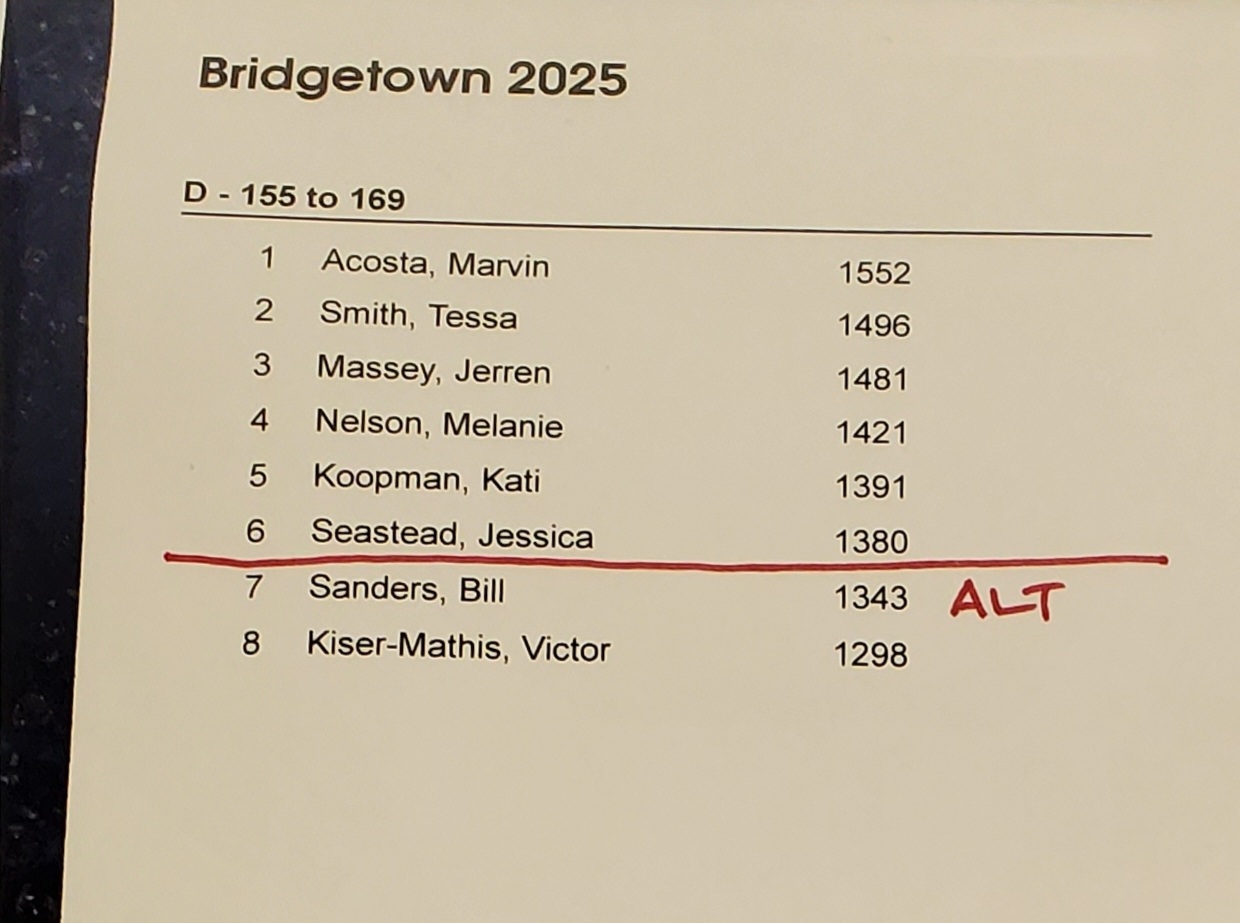 Bridgetown 2025
D - 155 to 169
1 Acosta, Marvin 1552
2 Smith, Tessa 1496
3 Massey, Jerren 1481
4 Nelson, Melanie 1421
5 Koopman, Kati 1391
6 Seastead, Jessica 1380
7 Sanders, Bill 1343 ALT
8 Kiser-Mathis, Victor 1298